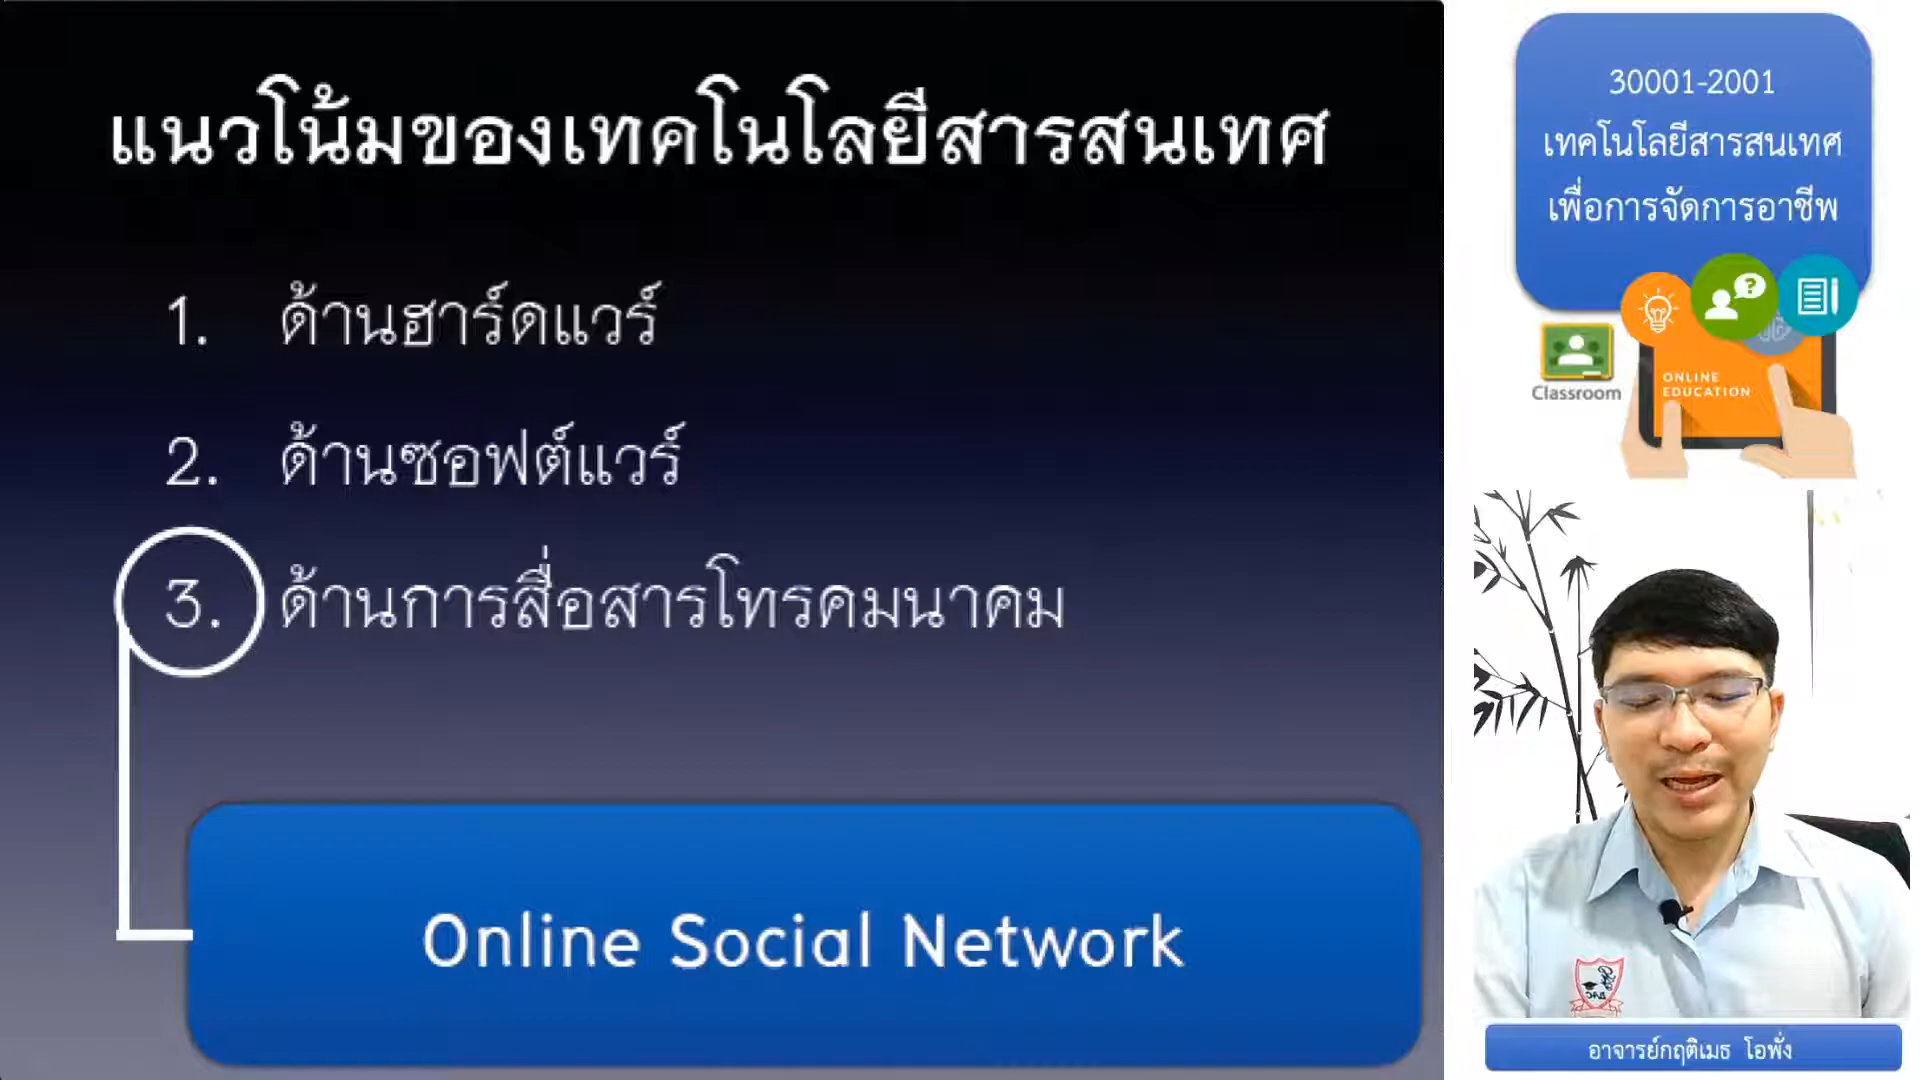 แนวโน้มของเทคโนโลยีสารสนเทศ
1. ด้านฮาร์ดแวร์
2. ด้านซอฟต์แวร์
3. ด้านการสื่อสารโทรคมนาคม
Online Social Network
30001-2001
เทคโนโลยีสารสนเทศ
เพื่อการจัดการอาชีพ
?
Classroom
ONLINE
EDUCATION
อาจารย์กฤติเมธ โอพั่ง